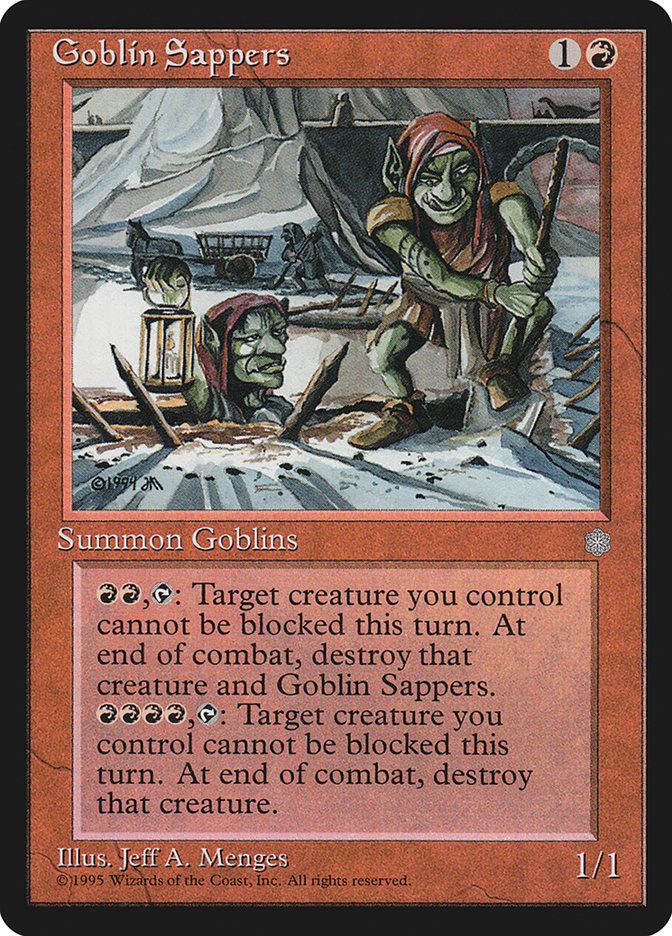 Goblin Sappers 1
©1994 JM
Summon Goblins
,: Target creature you control
cannot be blocked this turn. At
end of combat, destroy that
creature and Goblin Sappers.
,: Target creature you
control cannot be blocked this
turn. At end of combat, destroy
that creature.
Illus. Jeff A. Menges
1/1
©1995 Wizards of the Coast, Inc. All rights reserved.